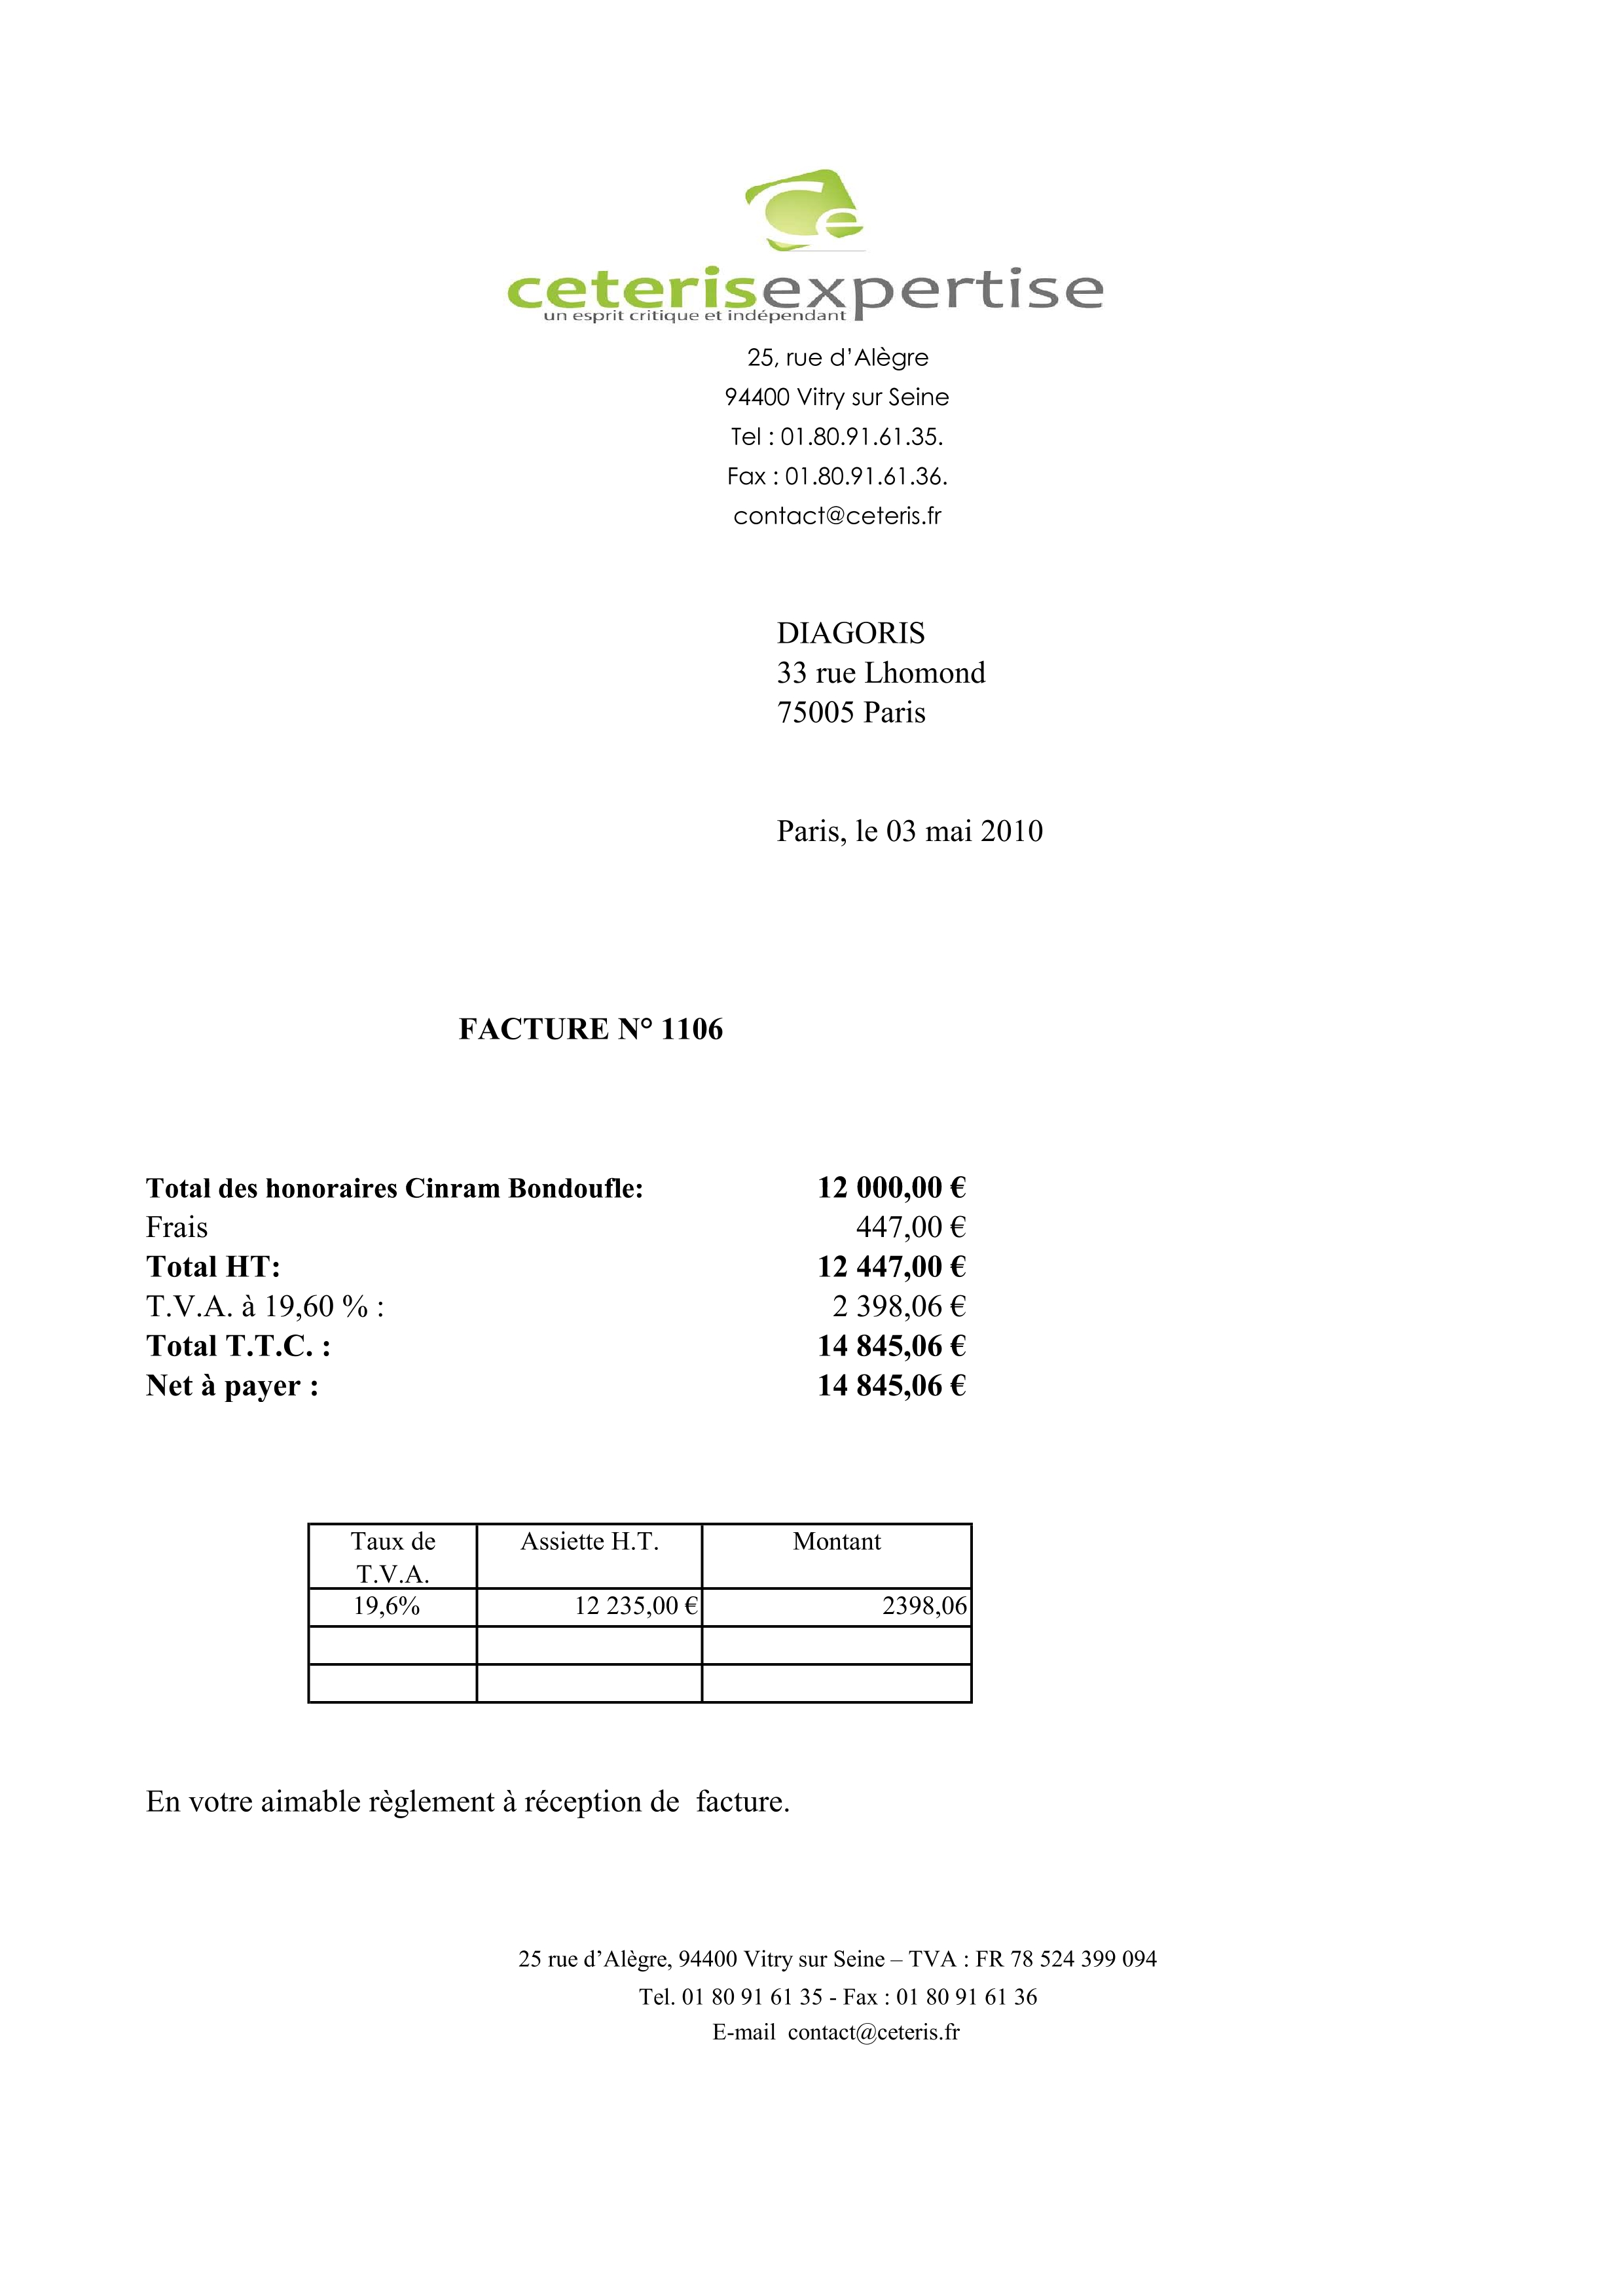 Ce
ceterisexpertise
un esprit critique et indépendant
25, rue d’Alègre
94400 Vitry sur Seine
Tel : 01.80.91.61.35.
Fax : 01.80.91.61.36.
contact@ceteris.fr
DIAGORIS
33 rue Lhomond
75005 Paris
Paris, le 03 mai 2010
FACTURE N° 1106
Total des honoraires Cinram Bondoufle: 12 000,00 €
Frais 447,00 €
Total HT: 12 447,00 €
T.V.A. à 19,60 % : 2 398,06 €
Total T.T.C. : 14 845,06 €
Net à payer : 14 845,06 €
Taux de T.V.A. Assiette H.T. Montant
19,6% 12 235,00 € 2398,06
En votre aimable règlement à réception de  facture.
25 rue d’Alègre, 94400 Vitry sur Seine – TVA : FR 78 524 399 094
Tel. 01 80 91 61 35 - Fax : 01 80 91 61 36
E-mail  contact@ceteris.fr